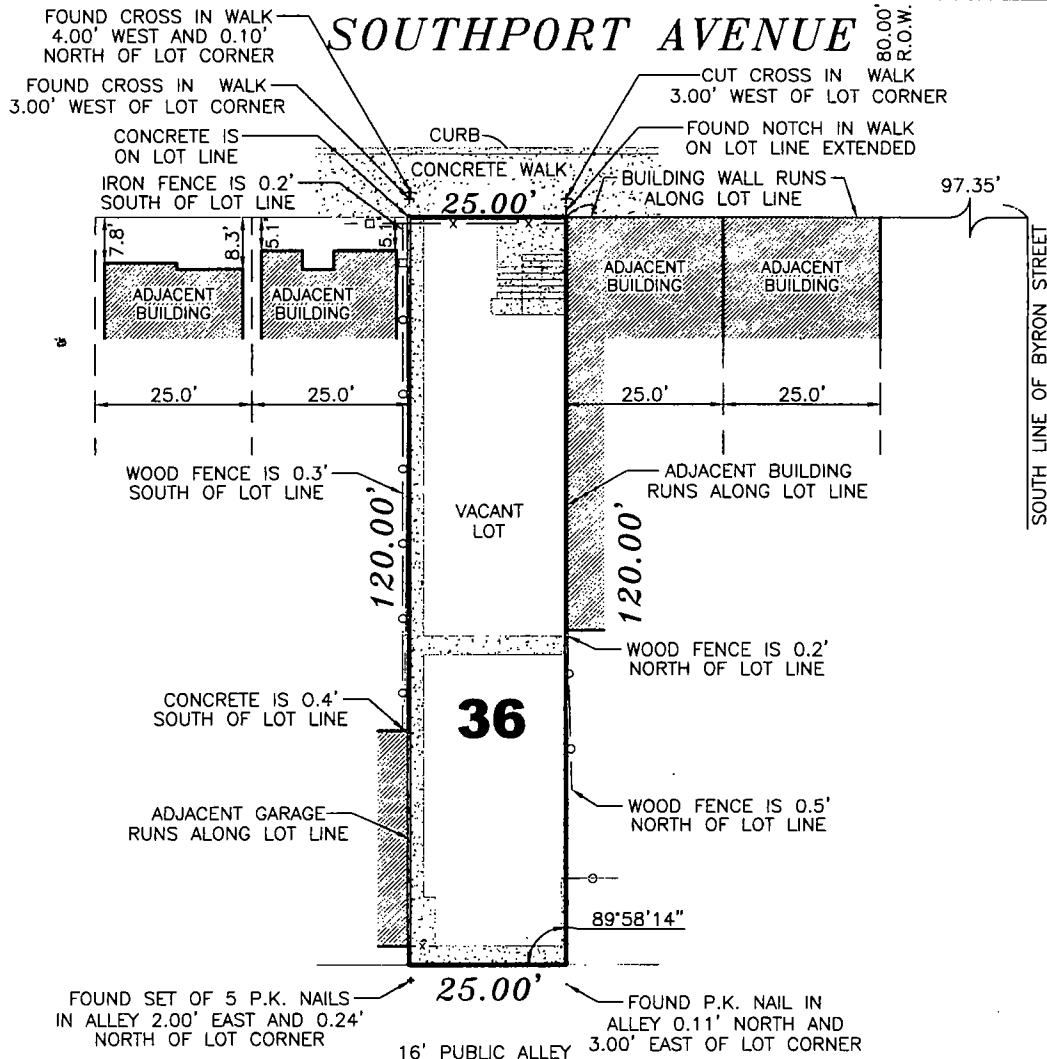 SOUTHPORT AVENUE
80.00'
R.O.W.
FOUND CROSS IN WALK
4.00' WEST AND 0.10'
NORTH OF LOT CORNER
FOUND CROSS IN WALK
3.00' WEST OF LOT CORNER
CONCRETE IS
ON LOT LINE
IRON FENCE IS 0.2'
SOUTH OF LOT LINE
CURB
CONCRETE WALK
25.00'
CUT CROSS IN WALK
3.00' WEST OF LOT CORNER
FOUND NOTCH IN WALK
ON LOT LINE EXTENDED
BUILDING WALL RUNS
ALONG LOT LINE
97.35'
SOUTH LINE OF BYRON STREET
7.8'
8.3'
5.1'
5.1'
ADJACENT
BUILDING
ADJACENT
BUILDING
ADJACENT
BUILDING
ADJACENT
BUILDING
25.0'
25.0'
25.0'
25.0'
WOOD FENCE IS 0.3'
SOUTH OF LOT LINE
120.00'
VACANT
LOT
120.00'
ADJACENT BUILDING
RUNS ALONG LOT LINE
WOOD FENCE IS 0.2'
NORTH OF LOT LINE
CONCRETE IS 0.4'
SOUTH OF LOT LINE
36
ADJACENT GARAGE
RUNS ALONG LOT LINE
WOOD FENCE IS 0.5'
NORTH OF LOT LINE
89°58'14"
25.00'
FOUND SET OF 5 P.K. NAILS
IN ALLEY 2.00' EAST AND 0.24'
NORTH OF LOT CORNER
FOUND P.K. NAIL IN
ALLEY 0.11' NORTH AND
3.00' EAST OF LOT CORNER
16' PUBLIC ALLEY